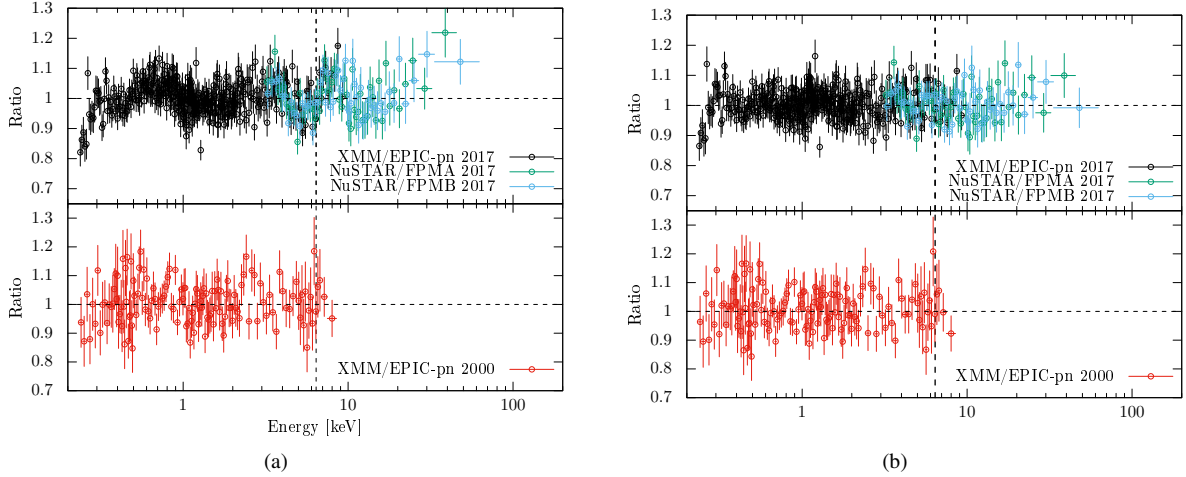 1.3
1.2
1.1
1
0.9
0.8
0.7
Ratio
XMM/EPIC-pn 2017
NuSTAR/FPMA 2017
NuSTAR/FPMB 2017
1.3
1.2
1.1
1
0.9
0.8
0.7
Ratio
XMM/EPIC-pn 2000
1 10 100
Energy [keV]
(a)
1.3
1.2
1.1
1
0.9
0.8
0.7
Ratio
XMM/EPIC-pn 2017
NuSTAR/FPMA 2017
NuSTAR/FPMB 2017
1.3
1.2
1.1
1
0.9
0.8
0.7
Ratio
XMM/EPIC-pn 2000
1 10 100
(b)